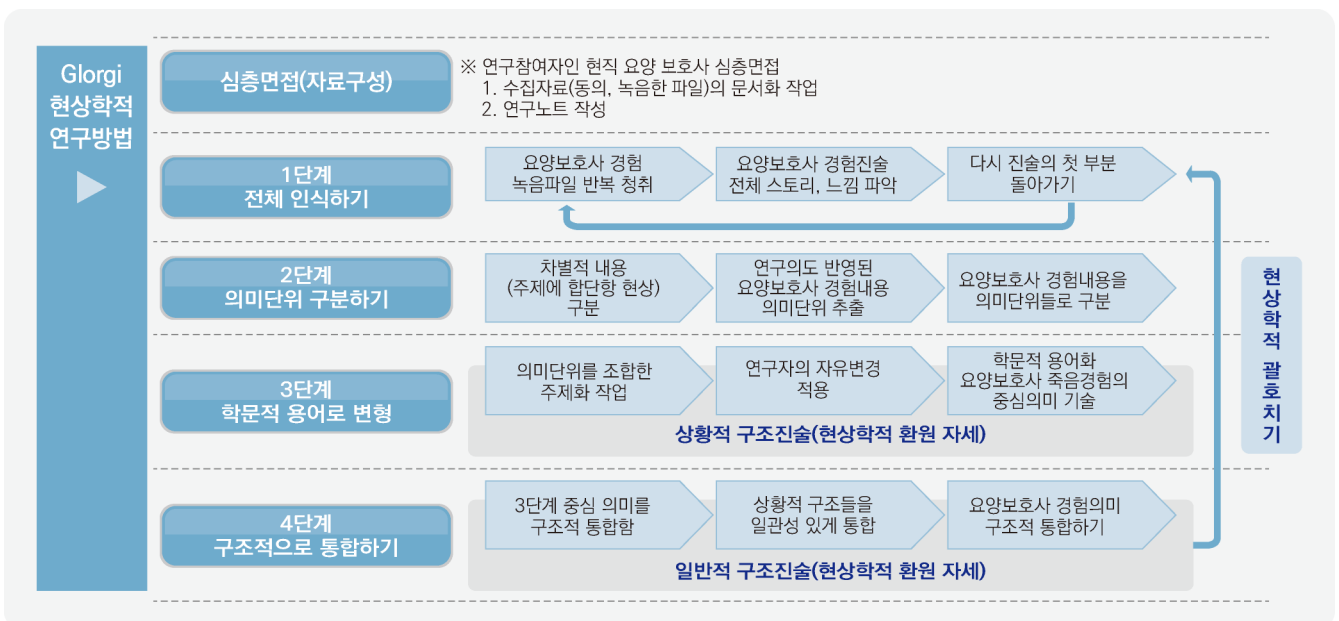 Glorgi
현상학적
연구방법
심층면접(자료구성)
※ 연구참여자인 현직 요양 보호사 심층면접
1. 수집자료(동의, 녹음한 파일)의 문서화 작업
2. 연구노트 작성
1단계
전체 인식하기
요양보호사 경험
녹음파일 반복 청취
요양보호사 경험진술
전체 스토리, 느낌 파악
다시 진술의 첫 부분
돌아가기
2단계
의미단위 구분하기
차별적 내용
(주제에 합단항 현상)
구분
연구의도 반영된
요양보호사 경험내용
의미단위 추출
요양보호사 경험내용을
의미단위들로 구분
3단계
학문적 용어로 변형
의미단위를 조합한
주제화 작업
연구자의 자유변경
적용
학문적 용어화
요양보호사 죽음경험의
중심의미 기술
상황적 구조진술(현상학적 환원 자세)
4단계
구조적으로 통합하기
3단계 중심 의미를
구조적 통합함
상황적 구조들을
일관성 있게 통합
요양보호사 경험의미
구조적 통합하기
일반적 구조진술(현상학적 환원 자세)
현상학적 괄호치기